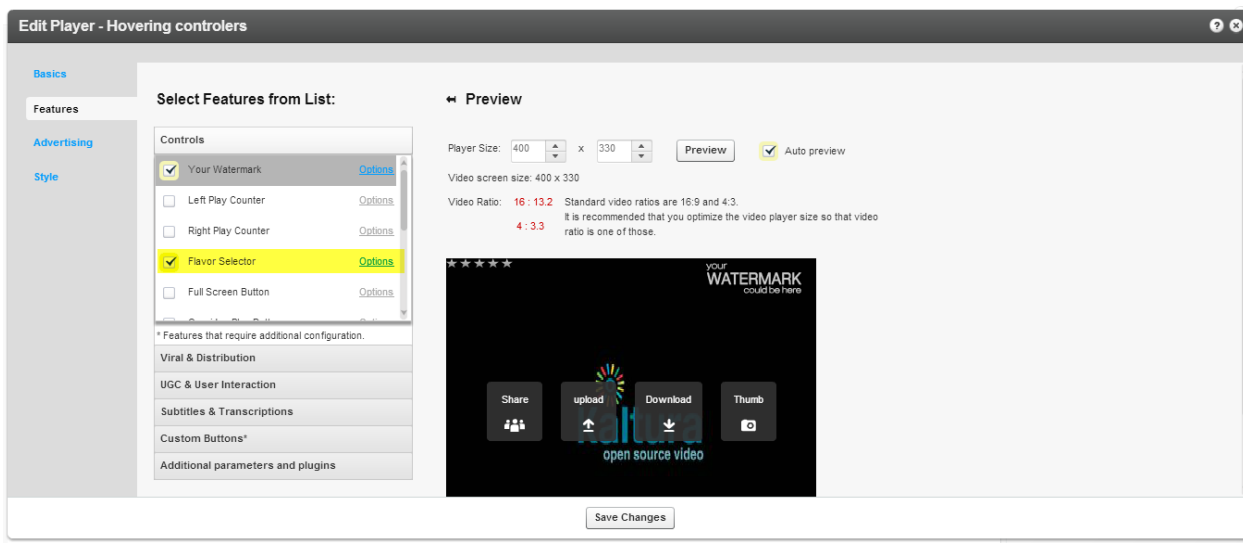 Edit Player - Hovering controlers
Basics
Features
Advertising
Style
Select Features from List:
Controls
Your Watermark Options
Left Play Counter Options
Right Play Counter Options
Flavor Selector Options
Full Screen Button Options
* Features that require additional configuration.
Viral & Distribution
UGC & User Interaction
Subtitles & Transcriptions
Custom Buttons*
Additional parameters and plugins
Preview
Player Size: 400 x 330 Preview Auto preview
Video screen size: 400 x 330
Video Ratio: 16 : 13.2 Standard video ratios are 16:9 and 4:3.
It is recommended that you optimize the video player size so that video
4 : 3.3 ratio is one of those.
your
WATERMARK
could be here
Share upload Download Thumb
Kaltura
open source video
Save Changes